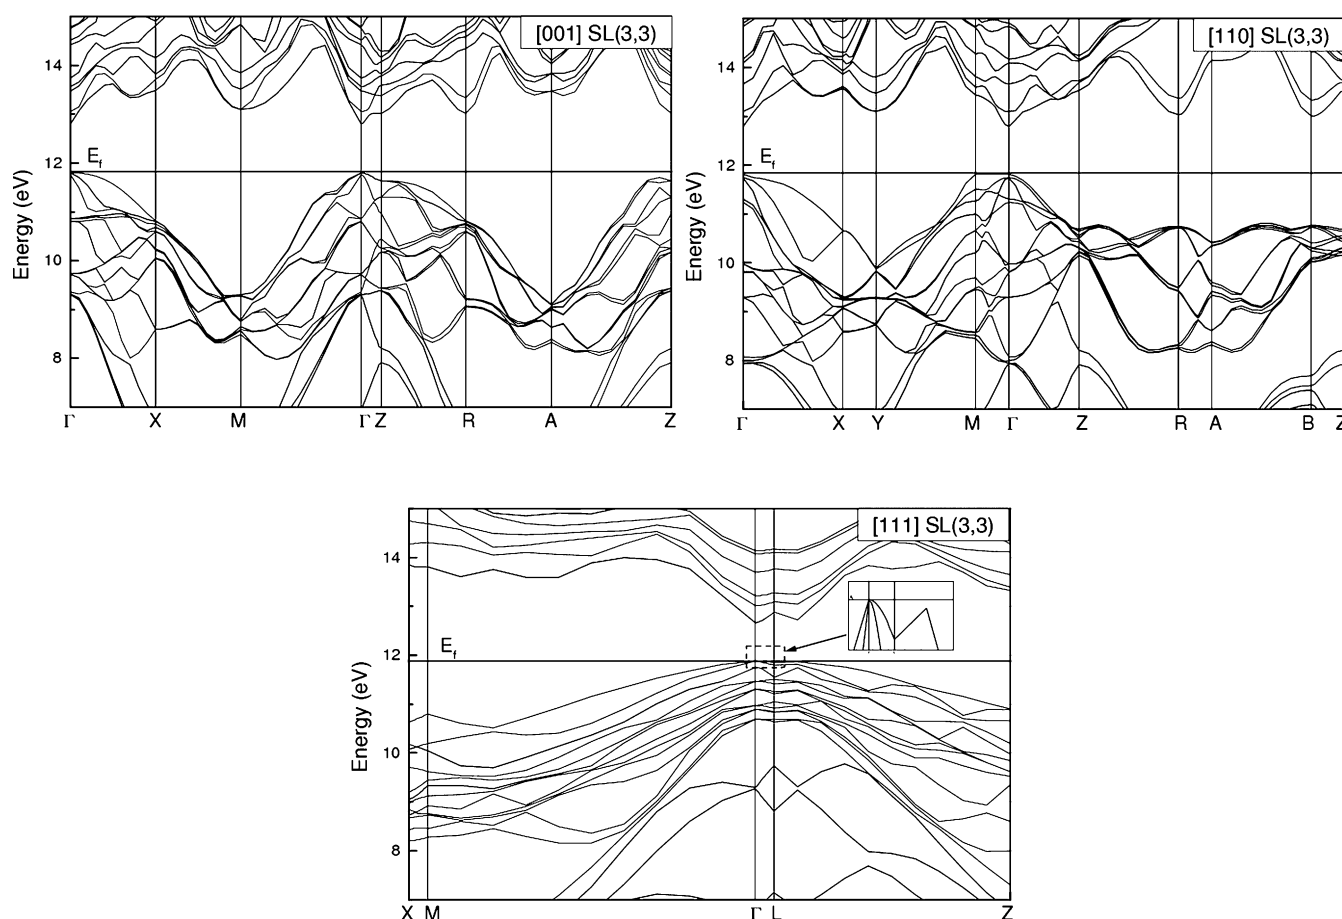 [001] SL(3,3)
14
12
10
8
Energy (eV)
E_f
Γ X M Γ Z R A Z
[110] SL(3,3)
14
12
10
8
Energy (eV)
E_f
Γ X Y M Γ Z R A B Z
[111] SL(3,3)
14
12
10
8
Energy (eV)
E_f
X M Γ L Z